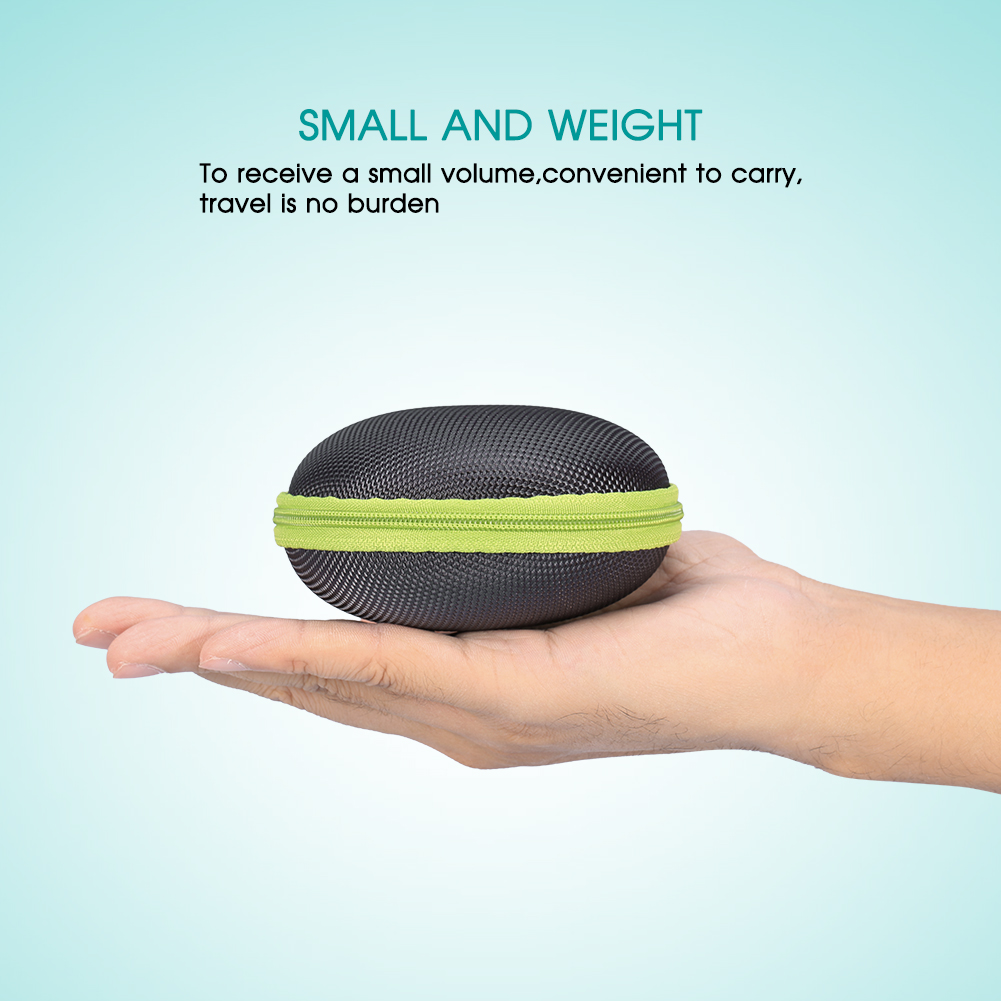 SMALL AND WEIGHT
To receive a small volume,convenient to carry,
travel is no burden